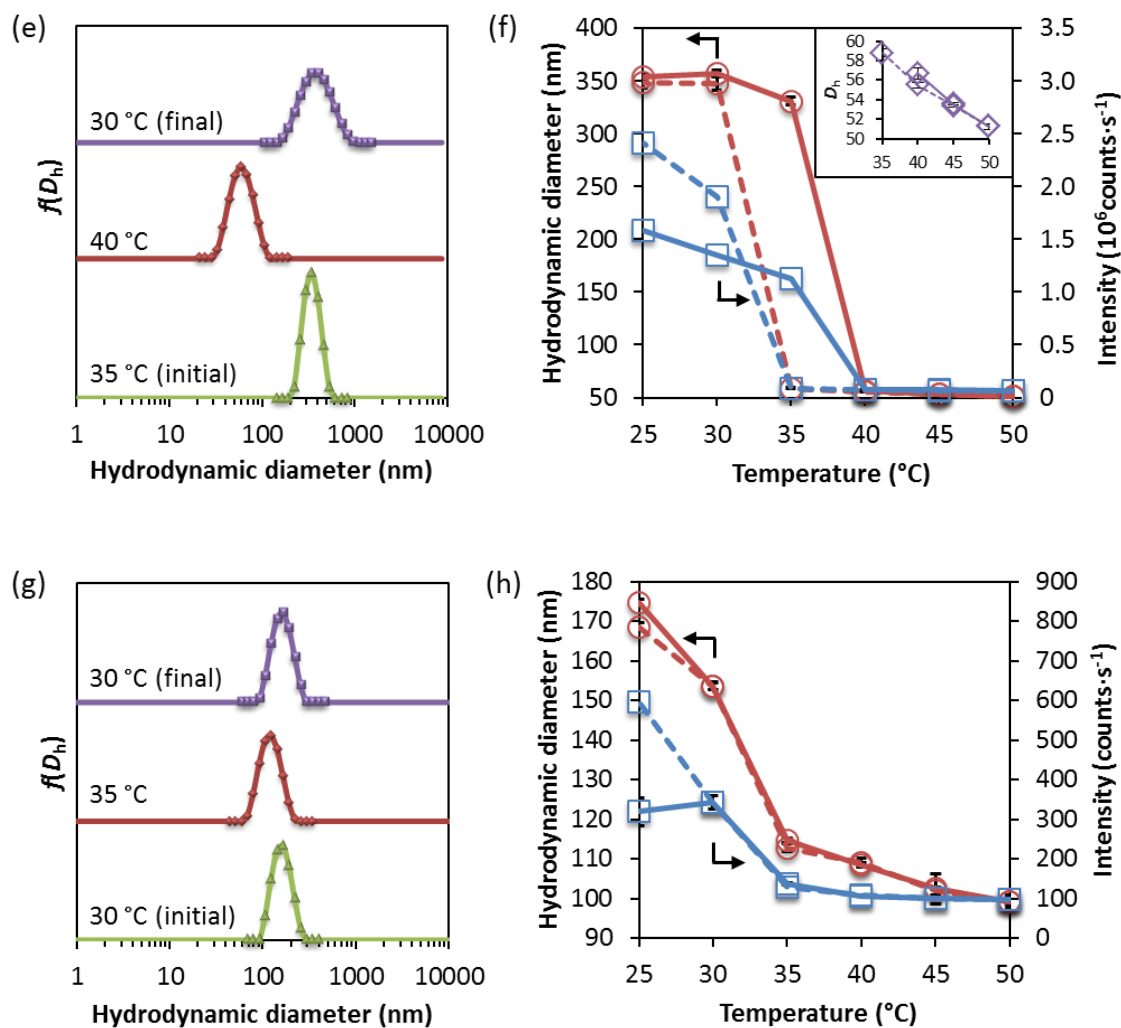 (e)
30 °C (final)
40 °C
35 °C (initial)
f(Dh)
1 10 100 1000 10000
Hydrodynamic diameter (nm)
(f)
400
350
300
250
200
150
100
50
Hydrodynamic diameter (nm)
3.5
3.0
2.5
2.0
1.5
1.0
0.5
0
Intensity (10⁶counts·s⁻¹)
60
58
56
54
52
50
Dh
35 40 45 50
25 30 35 40 45 50
Temperature (°C)
(g)
30 °C (final)
35 °C
30 °C (initial)
f(Dh)
1 10 100 1000 10000
Hydrodynamic diameter (nm)
(h)
180
170
160
150
140
130
120
110
100
90
Hydrodynamic diameter (nm)
900
800
700
600
500
400
300
200
100
0
Intensity (counts·s⁻¹)
25 30 35 40 45 50
Temperature (°C)